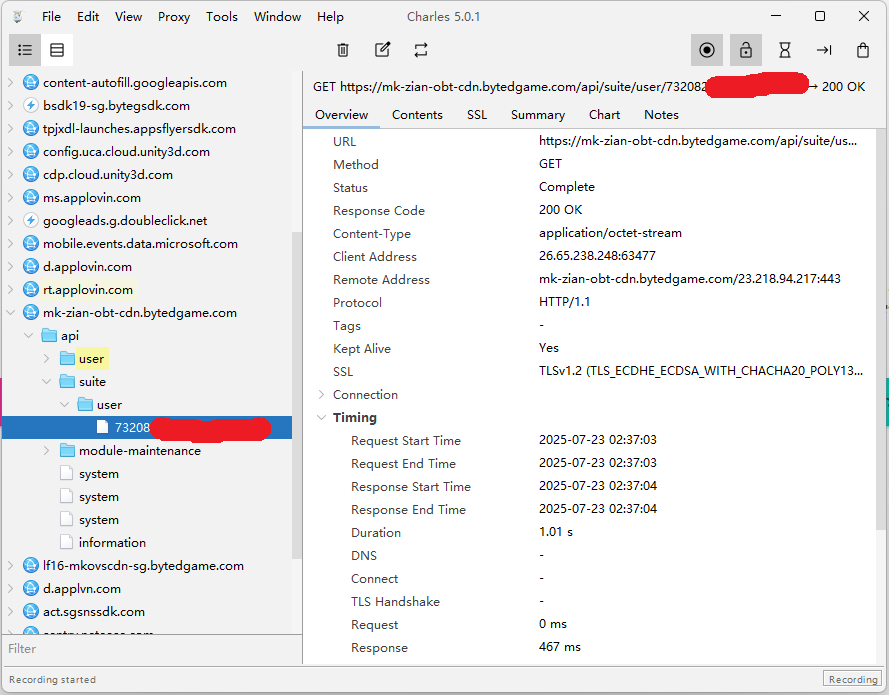 File Edit View Proxy Tools Window Help Charles 5.0.1
content-autofill.googleapis.com
bsdk19-sg.bytegsdk.com
tpjxdl-launches.appsflyersdk.com
config.uca.cloud.unity3d.com
cdp.cloud.unity3d.com
ms.applovin.com
googleads.g.doubleclick.net
mobile.events.data.microsoft.com
d.applovin.com
rt.applovin.com
mk-zian-obt-cdn.bytedgame.com
api
user
suite
user
73208
module-maintenance
system
system
system
information
lf16-mkovscdn-sg.bytedgame.com
d.applvn.com
act.sgsnssdk.com
Filter
GET https://mk-zian-obt-cdn.bytedgame.com/api/suite/user/732082 → 200 OK
Overview Contents SSL Summary Chart Notes
URL https://mk-zian-obt-cdn.bytedgame.com/api/suite/us...
Method GET
Status Complete
Response Code 200 OK
Content-Type application/octet-stream
Client Address 26.65.238.248:63477
Remote Address mk-zian-obt-cdn.bytedgame.com/23.218.94.217:443
Protocol HTTP/1.1
Tags -
Kept Alive Yes
SSL TLSv1.2 (TLS_ECDHE_ECDSA_WITH_CHACHA20_POLY13...
Connection
Timing
Request Start Time 2025-07-23 02:37:03
Request End Time 2025-07-23 02:37:03
Response Start Time 2025-07-23 02:37:04
Response End Time 2025-07-23 02:37:04
Duration 1.01 s
DNS -
Connect -
TLS Handshake -
Request 0 ms
Response 467 ms
Recording started Recording